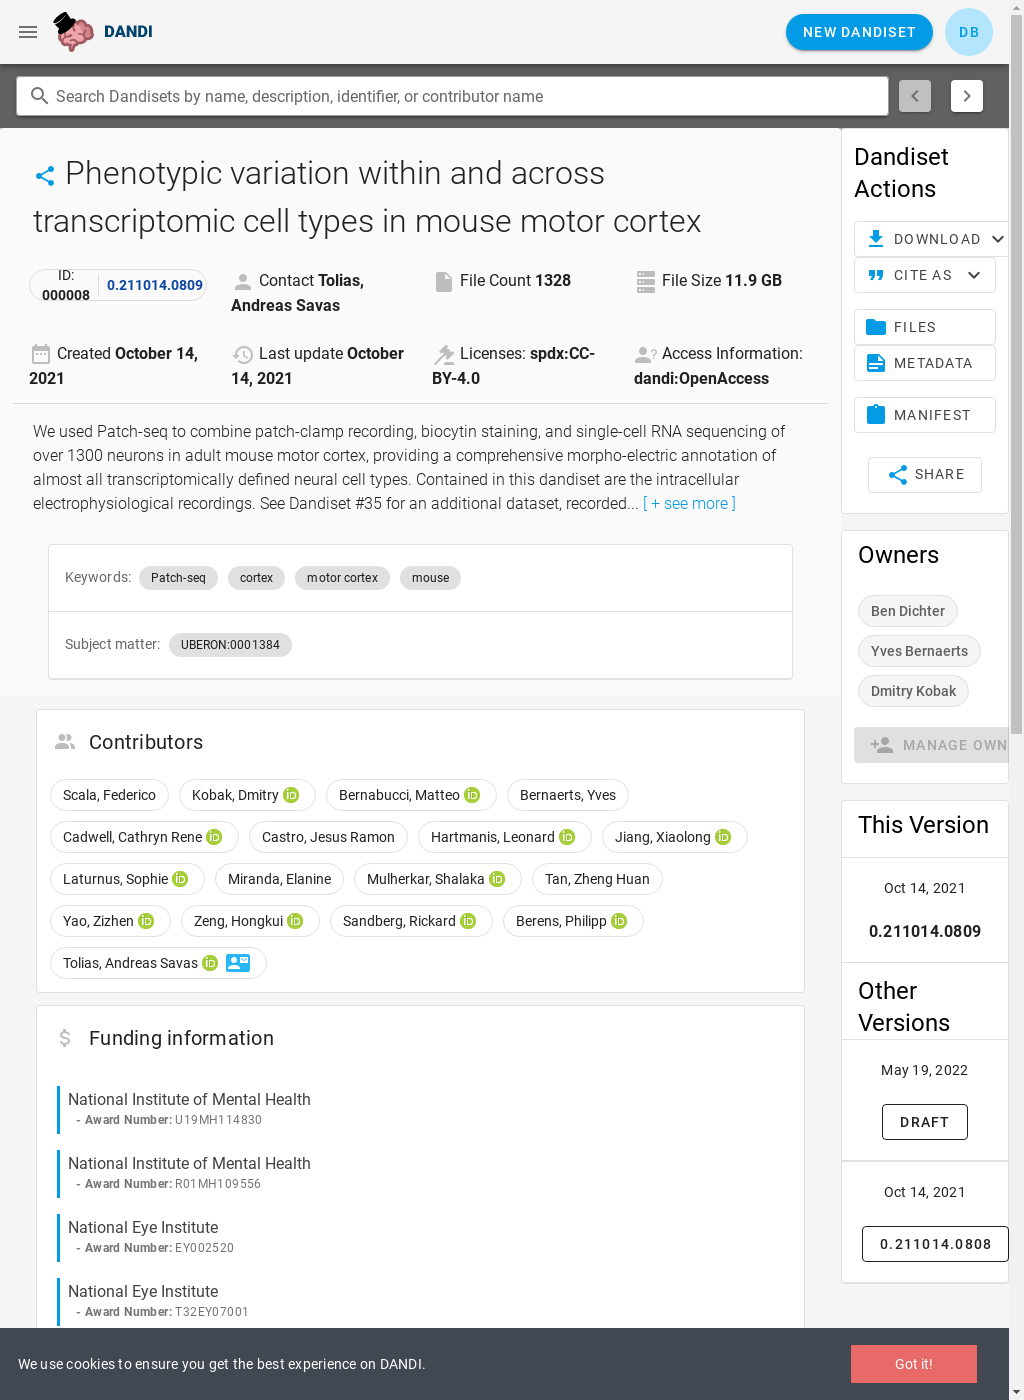 DANDI
NEW DANDISET
DB
Search Dandisets by name, description, identifier, or contributor name
Phenotypic variation within and across
transcriptomic cell types in mouse motor cortex
ID:
000008
0.211014.0809
Contact Tolias,
Andreas Savas
File Count 1328
File Size 11.9 GB
Created October 14,
2021
Last update October
14, 2021
Licenses: spdx:CC-
BY-4.0
Access Information:
dandi:OpenAccess
We used Patch-seq to combine patch-clamp recording, biocytin staining, and single-cell RNA sequencing of
over 1300 neurons in adult mouse motor cortex, providing a comprehensive morpho-electric annotation of
almost all transcriptomically defined neural cell types. Contained in this dandiset are the intracellular
electrophysiological recordings. See Dandiset #35 for an additional dataset, recorded... [ + see more ]
Keywords: Patch-seq cortex motor cortex mouse
Subject matter: UBERON:0001384
Contributors
Scala, Federico Kobak, Dmitry iD Bernabucci, Matteo iD Bernaerts, Yves
Cadwell, Cathryn Rene iD Castro, Jesus Ramon Hartmanis, Leonard iD Jiang, Xiaolong iD
Laturnus, Sophie iD Miranda, Elanine Mulherkar, Shalaka iD Tan, Zheng Huan
Yao, Zizhen iD Zeng, Hongkui iD Sandberg, Rickard iD Berens, Philipp iD
Tolias, Andreas Savas iD
Funding information
National Institute of Mental Health
- Award Number: U19MH114830
National Institute of Mental Health
- Award Number: R01MH109556
National Eye Institute
- Award Number: EY002520
National Eye Institute
- Award Number: T32EY07001
Dandiset
Actions
DOWNLOAD
CITE AS
FILES
METADATA
MANIFEST
SHARE
Owners
Ben Dichter
Yves Bernaerts
Dmitry Kobak
MANAGE OWN
This Version
Oct 14, 2021
0.211014.0809
Other
Versions
May 19, 2022
DRAFT
Oct 14, 2021
0.211014.0808
We use cookies to ensure you get the best experience on DANDI.
Got it!